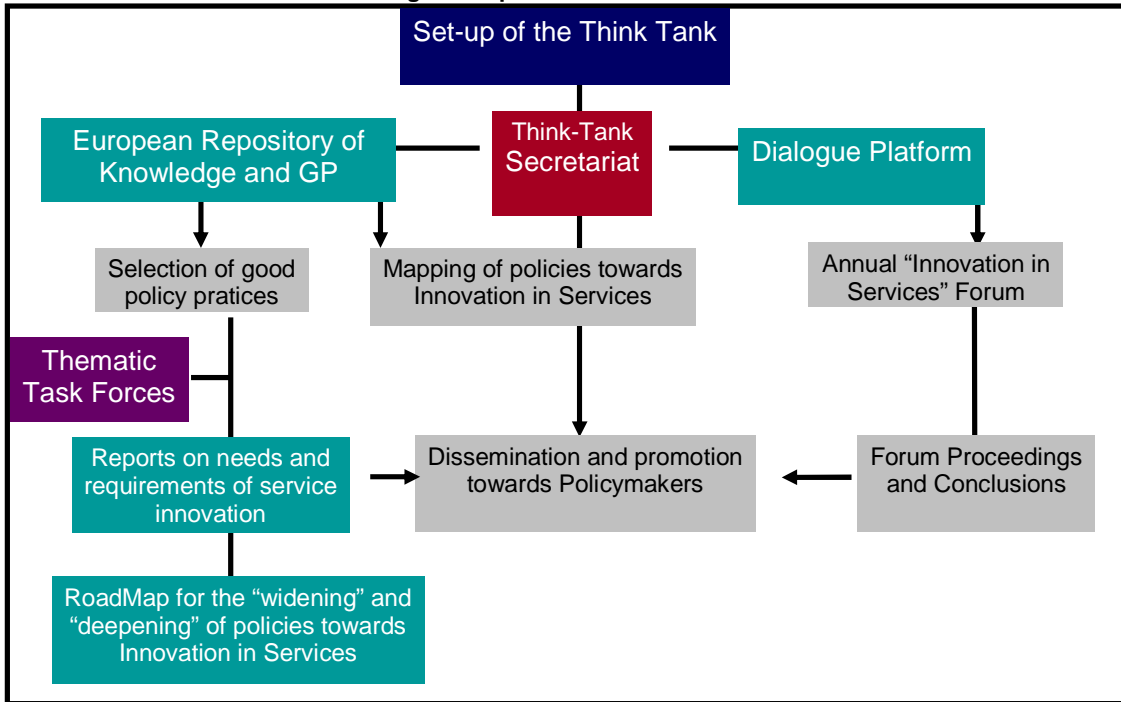 Set-up of the Think Tank
European Repository of
Knowledge and GP
Think-Tank
Secretariat
Dialogue Platform
Selection of good
policy pratices
Mapping of policies towards
Innovation in Services
Annual “Innovation in
Services” Forum
Thematic
Task Forces
Reports on needs and
requirements of service
innovation
Dissemination and promotion
towards Policymakers
Forum Proceedings
and Conclusions
RoadMap for the “widening” and
“deepening” of policies towards
Innovation in Services